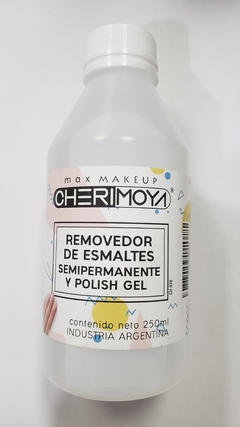 max MAKEUP
CHERIMOYA®
REMOVEDOR
DE ESMALTES
SEMIPERMANENTE
Y POLISH GEL
contenido neto 250ml
INDUSTRIA ARGENTINA